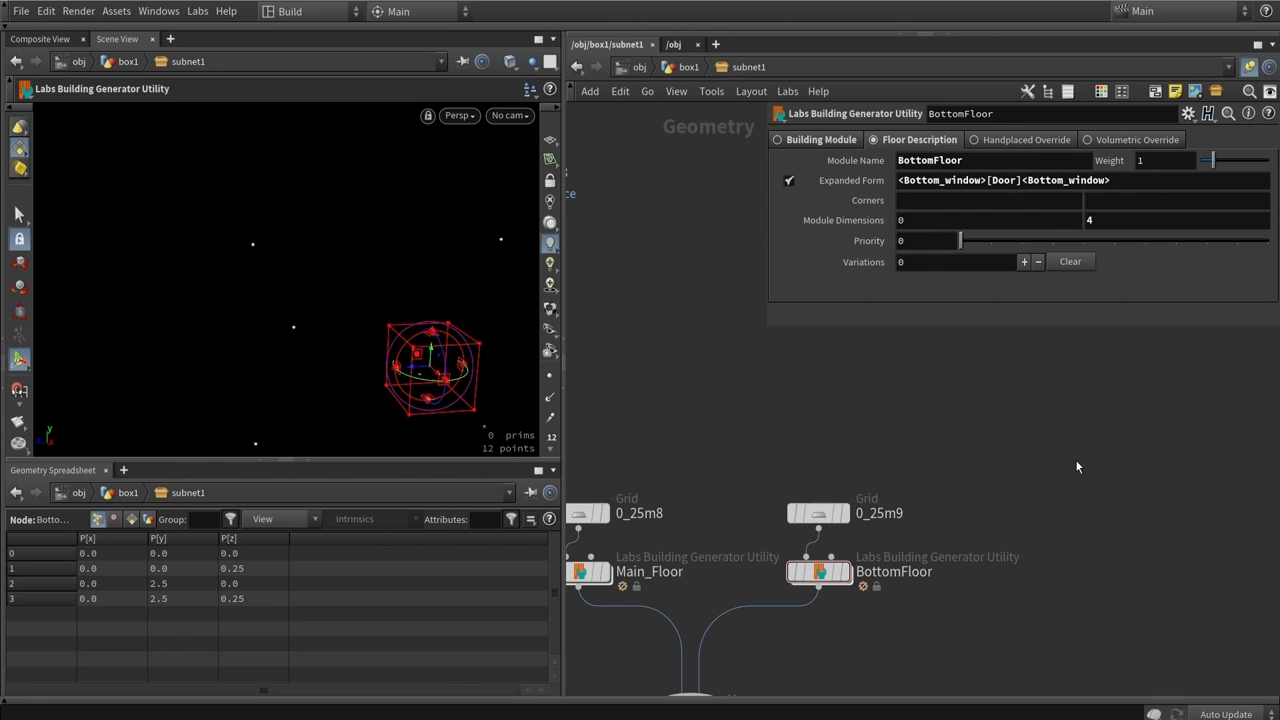 File Edit Render Assets Windows Labs Help Build Main Main
Composite View Scene View
/obj/box1/subnet1 /obj
obj box1 subnet1
obj box1 subnet1
Labs Building Generator Utility
Add Edit Go View Tools Layout Labs Help
Persp No cam
Geometry
Labs Building Generator Utility BottomFloor
Building Module Floor Description Handplaced Override Volumetric Override
Module Name BottomFloor Weight 1
Expanded Form <Bottom_window>[Door]<Bottom_window>
Corners
Module Dimensions 0 4
Priority 0
Variations 0 + − Clear
ce
y
x
0 prims
12 points
12
Geometry Spreadsheet
obj box1 subnet1
Node: Botto... Group: View Intrinsics Attributes:
P[x] P[y] P[z]
0 0.0 0.0 0.0
1 0.0 0.0 0.25
2 0.0 2.5 0.0
3 0.0 2.5 0.25
Grid
0_25m8
Grid
0_25m9
Labs Building Generator Utility
Main_Floor
Labs Building Generator Utility
BottomFloor
Auto Update